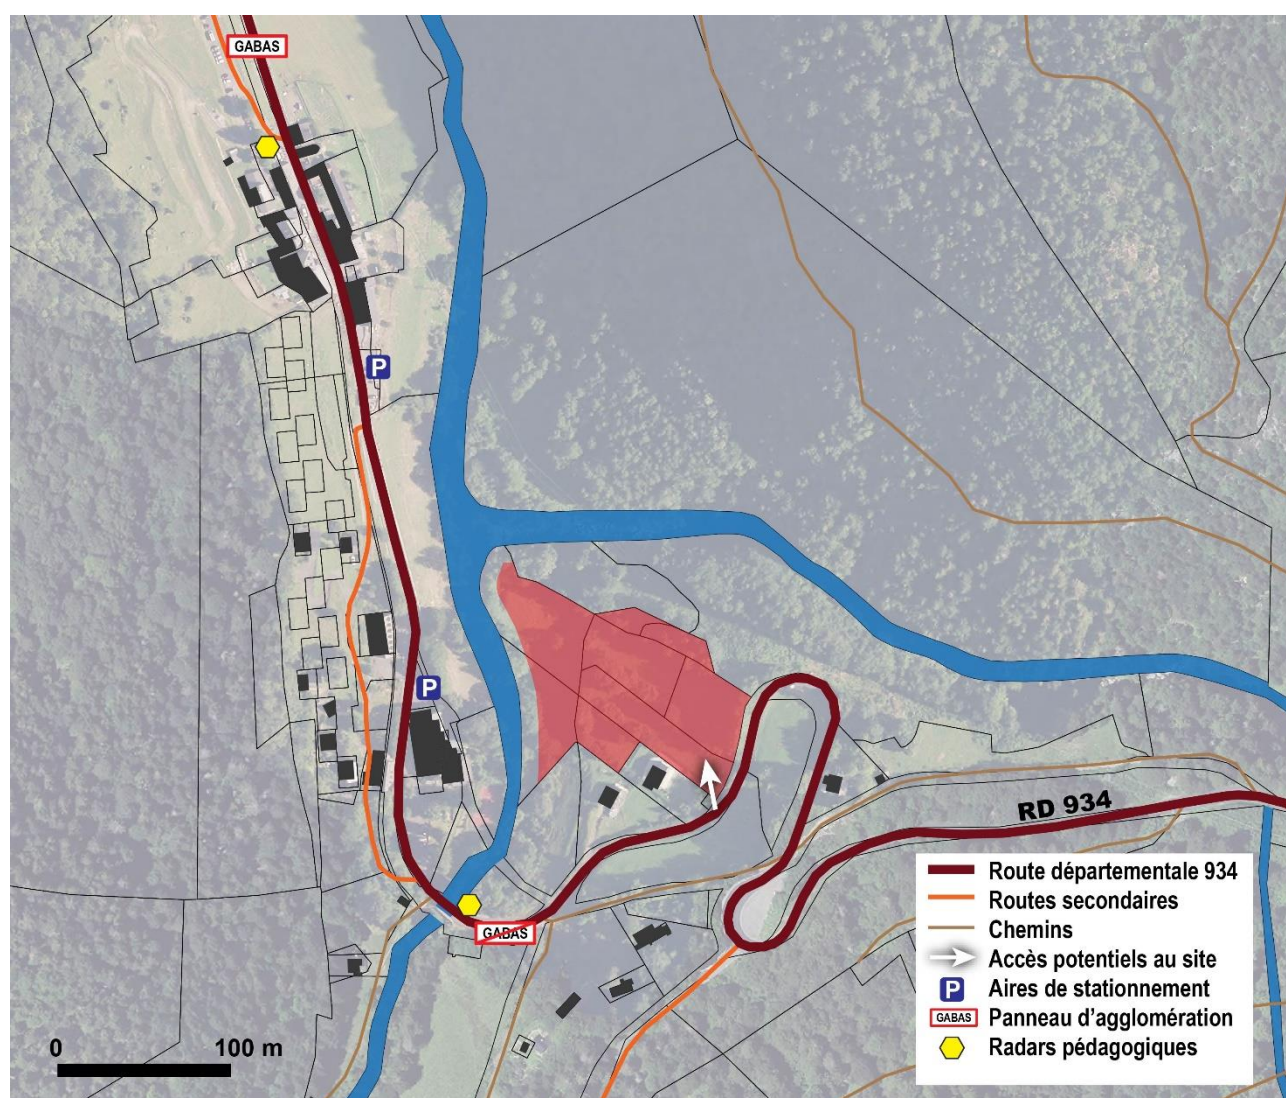 GABAS
P
P
RD 934
GABAS
Route départementale 934
Routes secondaires
Chemins
Accès potentiels au site
P Aires de stationnement
GABAS Panneau d'agglomération
Radars pédagogiques
0 100 m